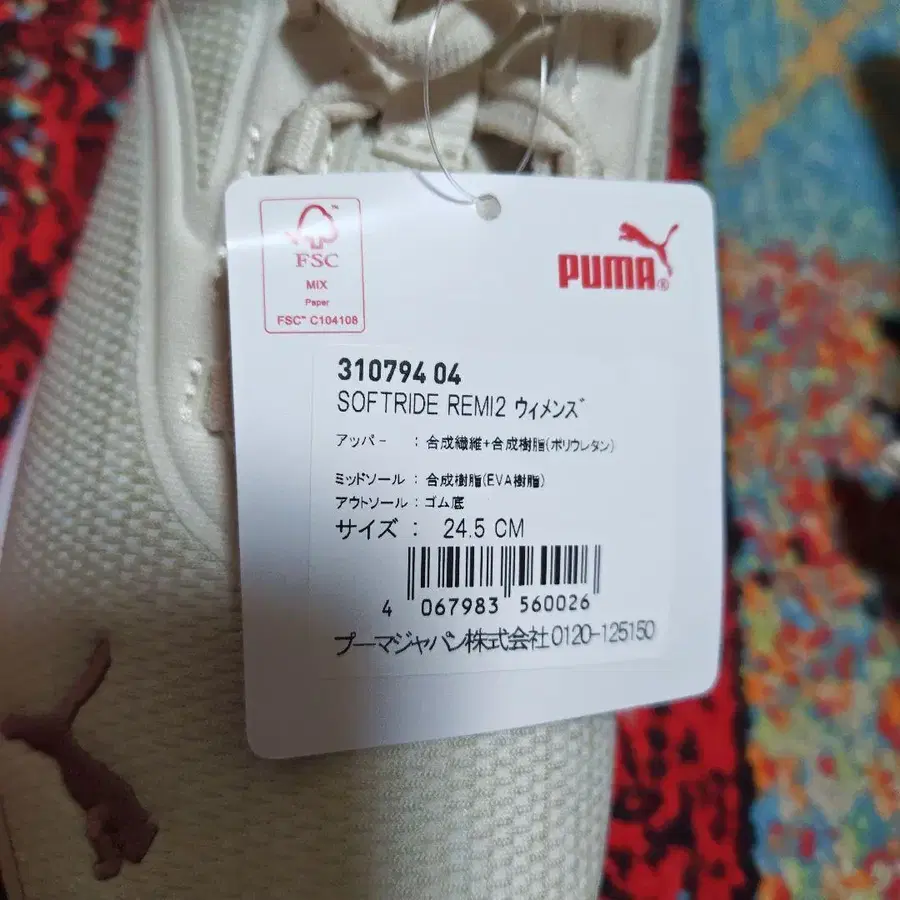 FSC
MIX
Paper
FSC™ C104108
PUMA®
310794 04
SOFTRIDE REMI2 ウィメンズ
アッパー : 合成繊維+合成樹脂(ポリウレタン)
ミッドソール : 合成樹脂(EVA樹脂)
アウトソール : ゴム底
サイズ : 24.5 CM
4 067983 560026
プーマジャパン株式会社 0120-125150